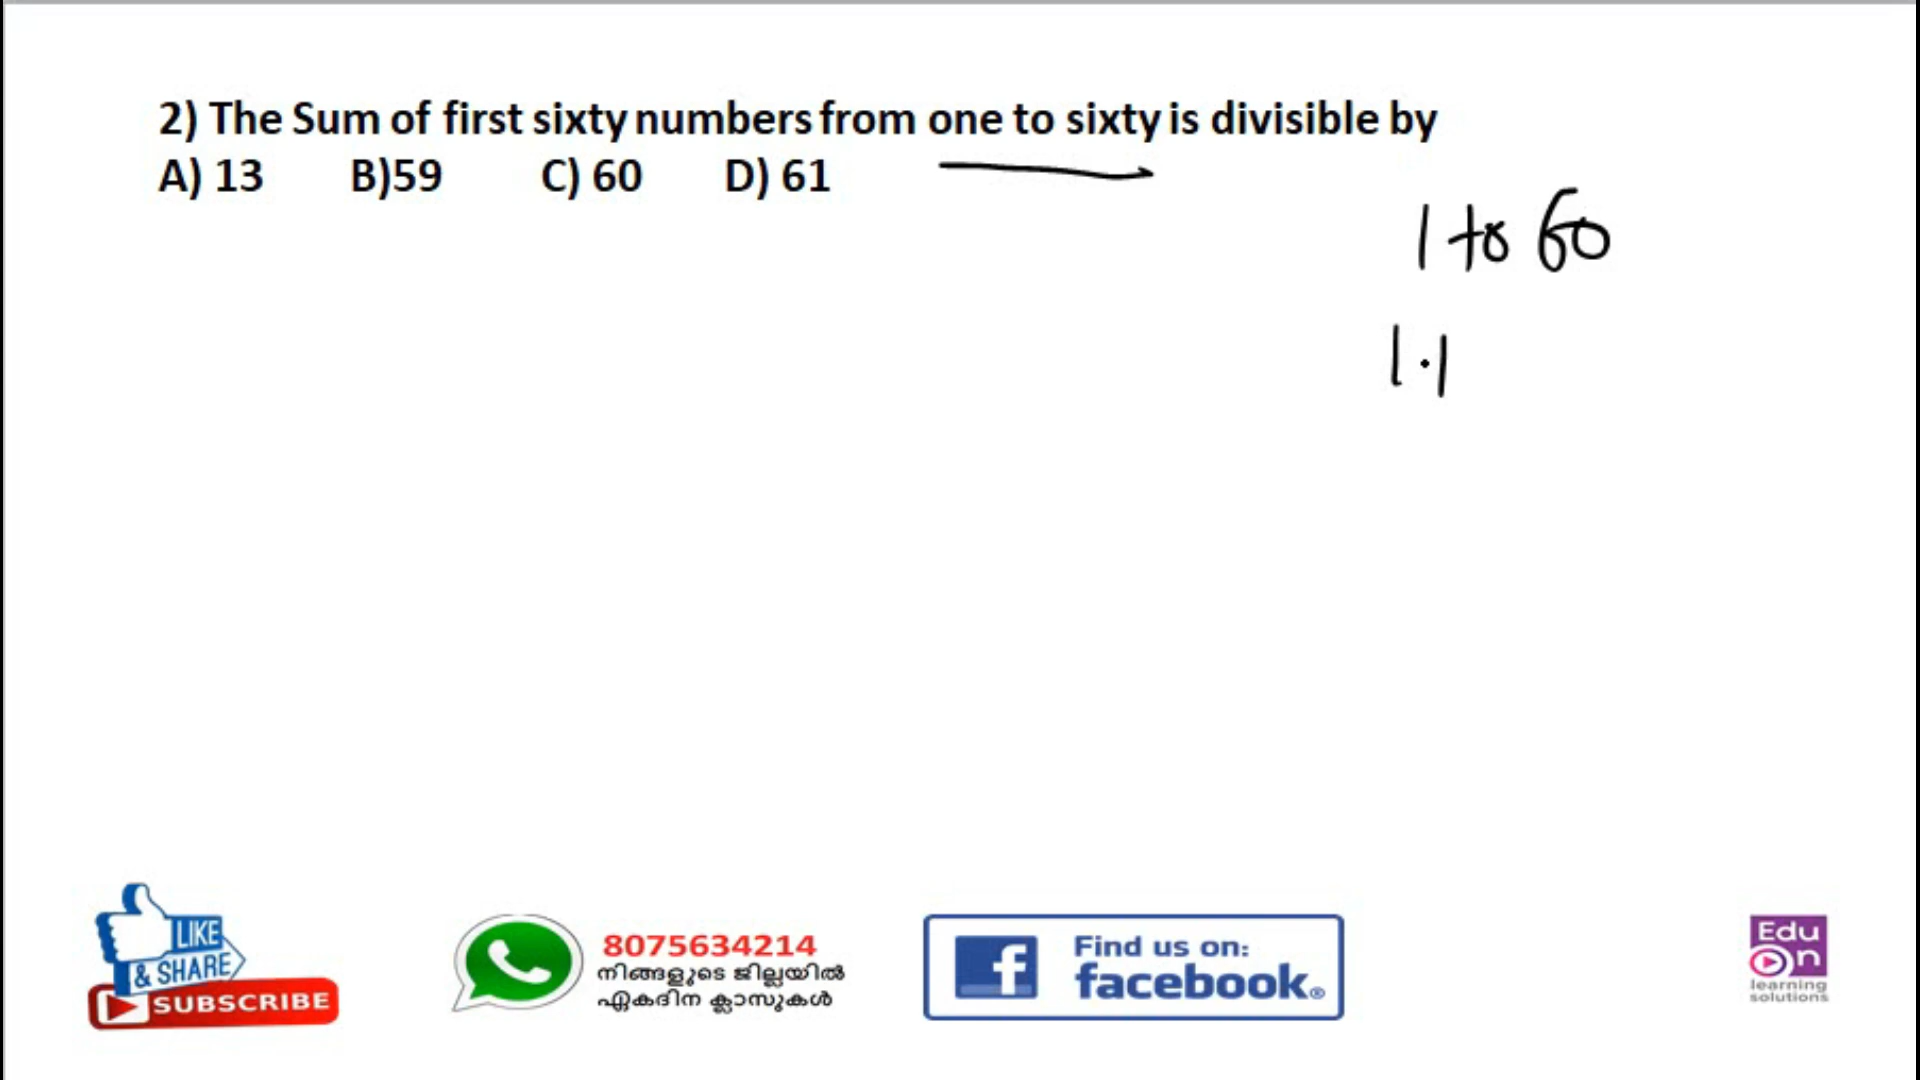 2) The Sum of first sixty numbers from one to sixty is divisible by
A) 13 B)59 C) 60 D) 61
1 to 60
1.1
LIKE
& SHARE
SUBSCRIBE
8075634214
നിങ്ങളുടെ ജില്ലയിൽ
ഏകദിന ക്ലാസുകൾ
Find us on:
facebook®
Edu
On
learning
solutions